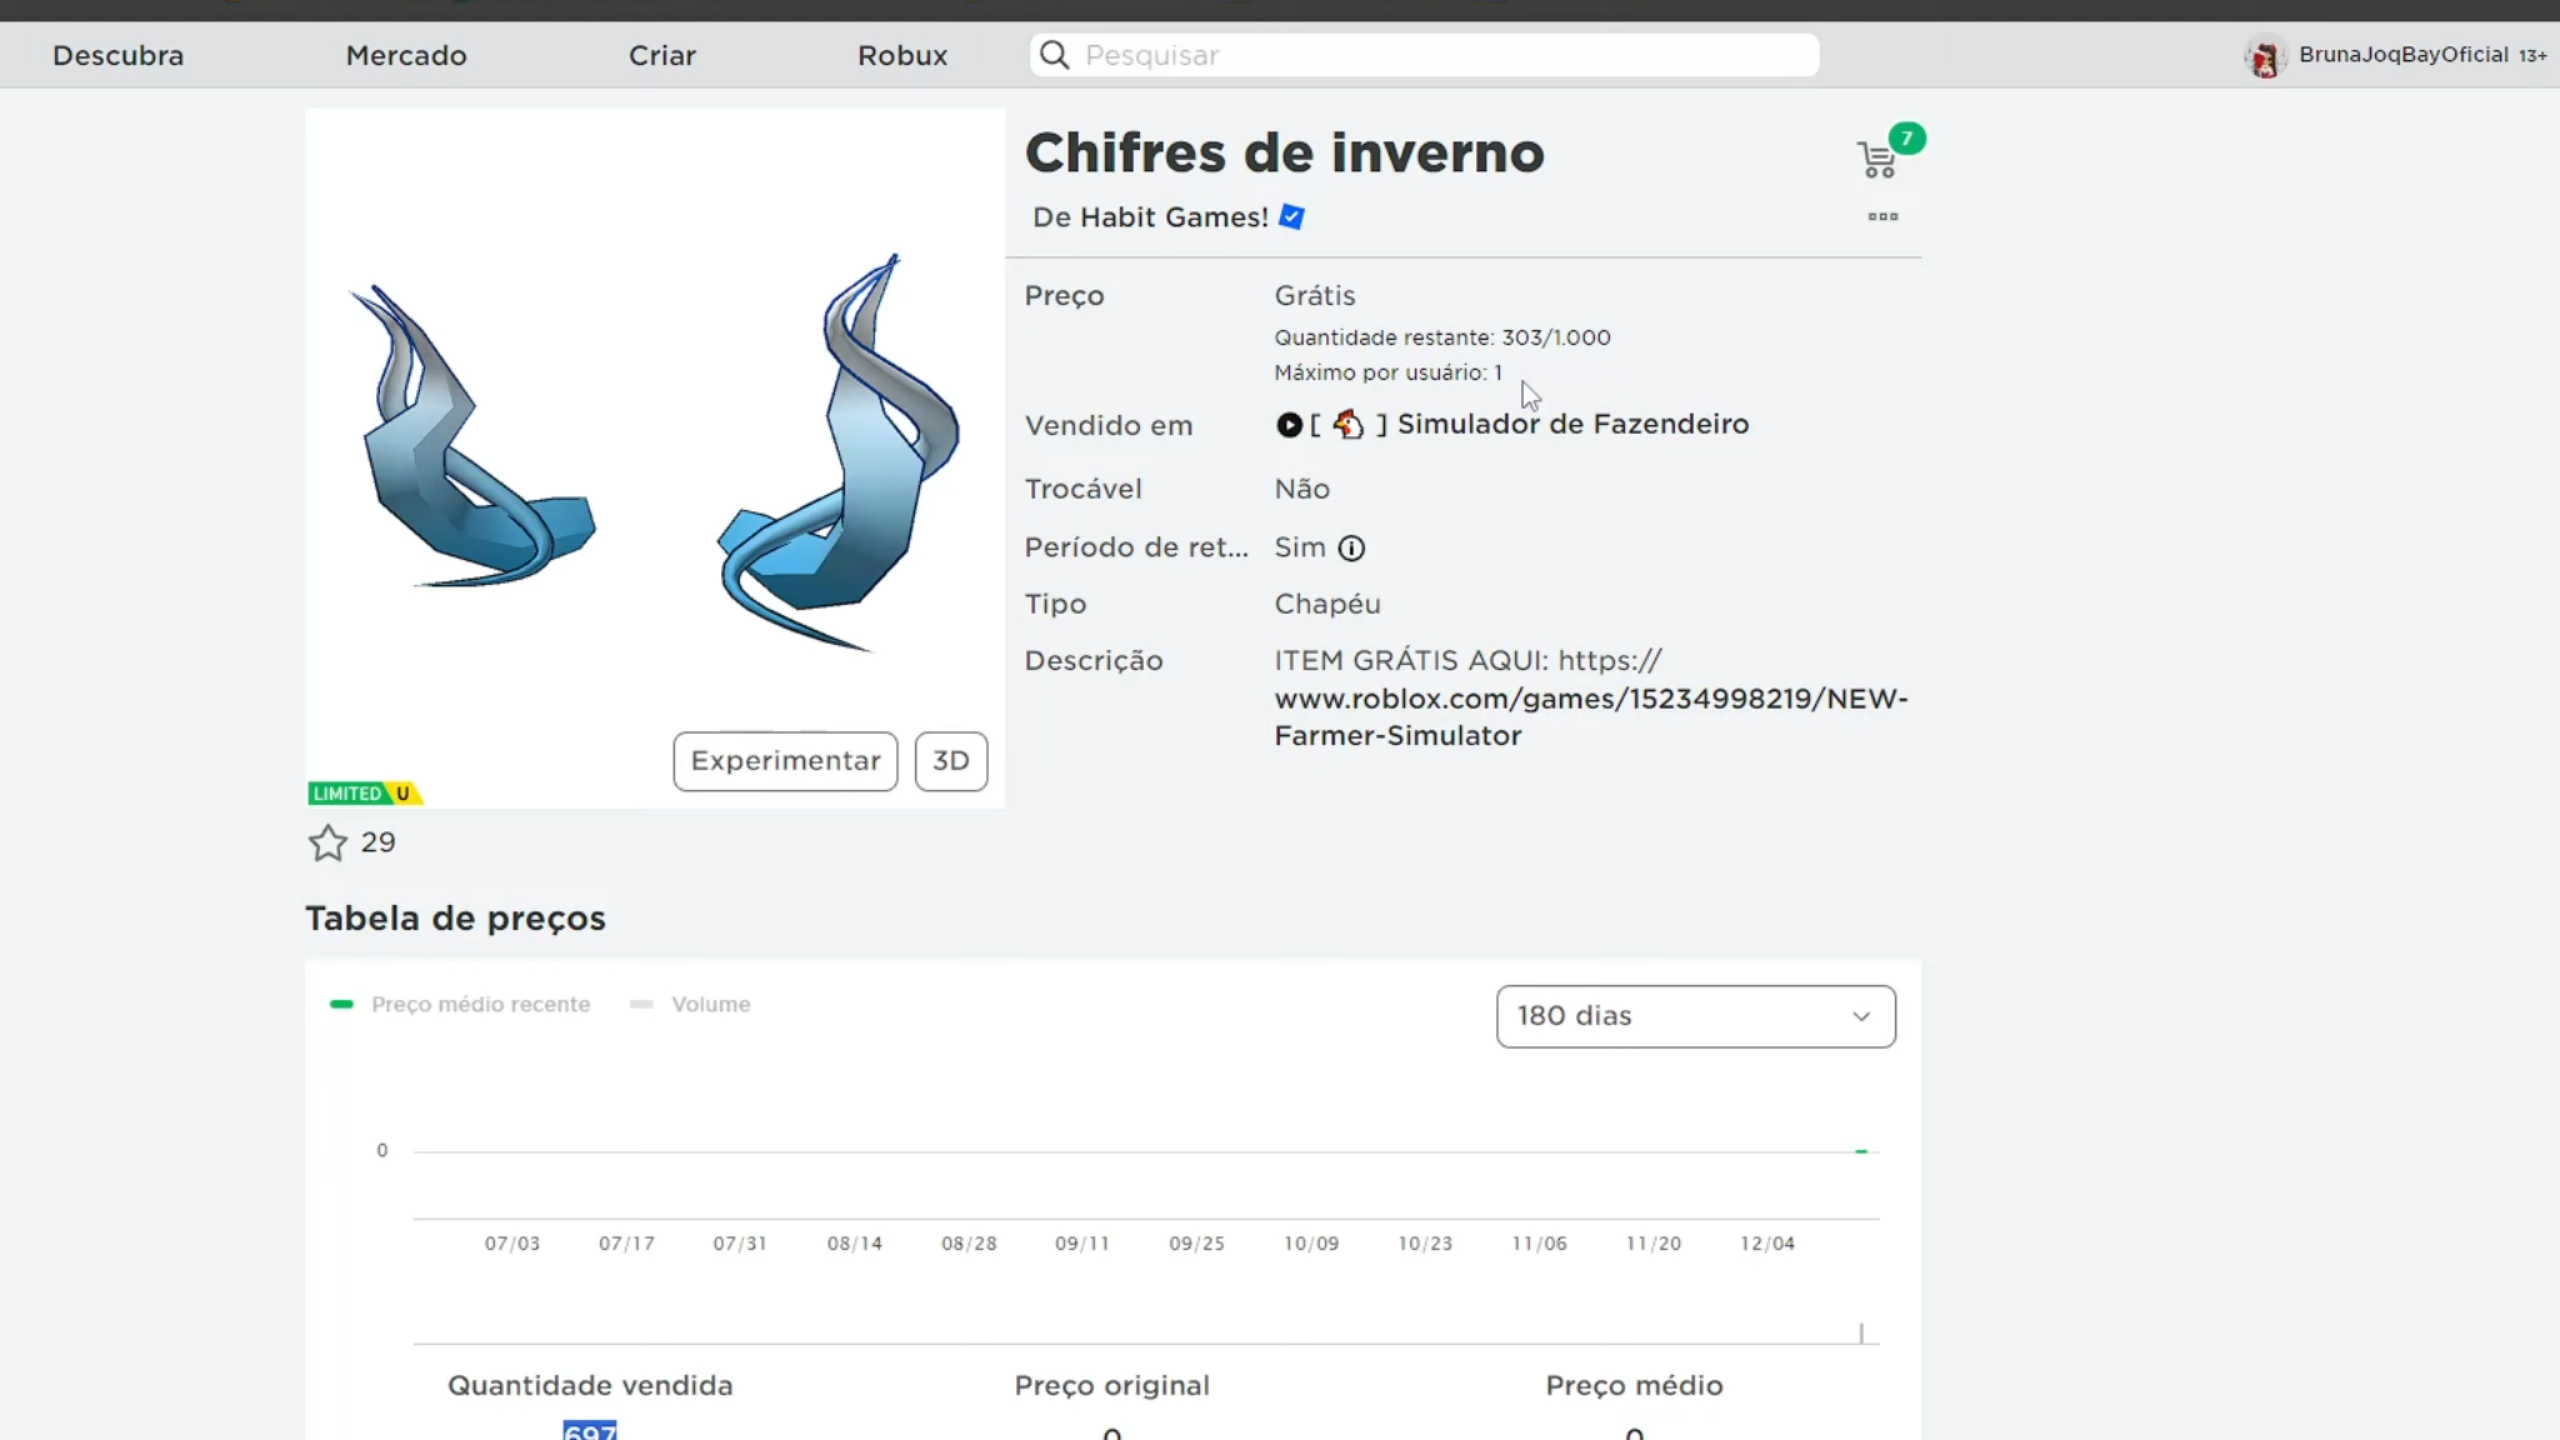 Descubra
Mercado
Criar
Robux
Pesquisar
BrunaJoqBayOficial 13+
Chifres de inverno
7
De Habit Games!
Preço
Grátis
Quantidade restante: 303/1.000
Máximo por usuário: 1
Vendido em
[ ] Simulador de Fazendeiro
Trocável
Não
Período de ret...
Sim
Tipo
Chapéu
Descrição
ITEM GRÁTIS AQUI: https://
www.roblox.com/games/15234998219/NEW-
Farmer-Simulator
Experimentar
3D
LIMITED U
29
Tabela de preços
Preço médio recente
Volume
180 dias
0
07/03 07/17 07/31 08/14 08/28 09/11 09/25 10/09 10/23 11/06 11/20 12/04
Quantidade vendida
Preço original
Preço médio
697
0
0